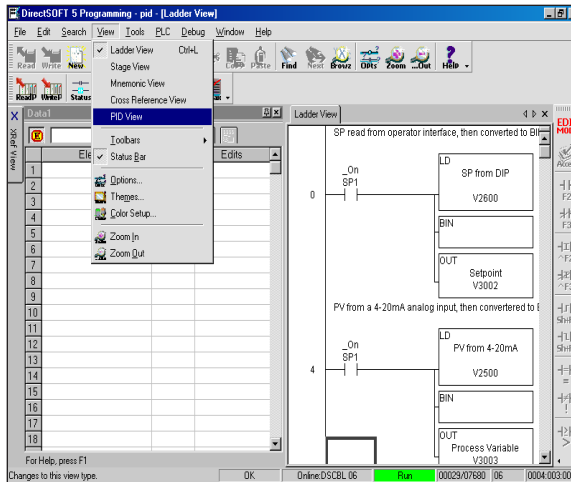 DirectSOFT 5 Programming - pid - [Ladder View]
File Edit Search View Tools PLC Debug Window Help
Read Write New Copy Paste Find Next Browz Opts Zoom ...Out Help
ReadP WriteP Status
Ladder View Ctrl+L
Stage View
Mnemonic View
Cross Reference View
PID View
Toolbars
Status Bar
Options...
Themes...
Color Setup...
Zoom In
Zoom Out
X XRef View
Data1
Edits
1
2
3
4
5
6
7
8
9
10
11
12
13
14
15
16
17
18
For Help, press F1
Ladder View
SP read from operator interface, then converted to
_On
SP1
0
LD
SP from DIP
V2600
BIN
OUT
Setpoint
V3002
PV from a 4-20mA analog input, then convertered to
_On
SP1
4
LD
PV from 4-20mA
V2500
BIN
OUT
Process Variable
V3003
Changes to this view type. OK Online:DSCBL 06 Run 00029/07680 06